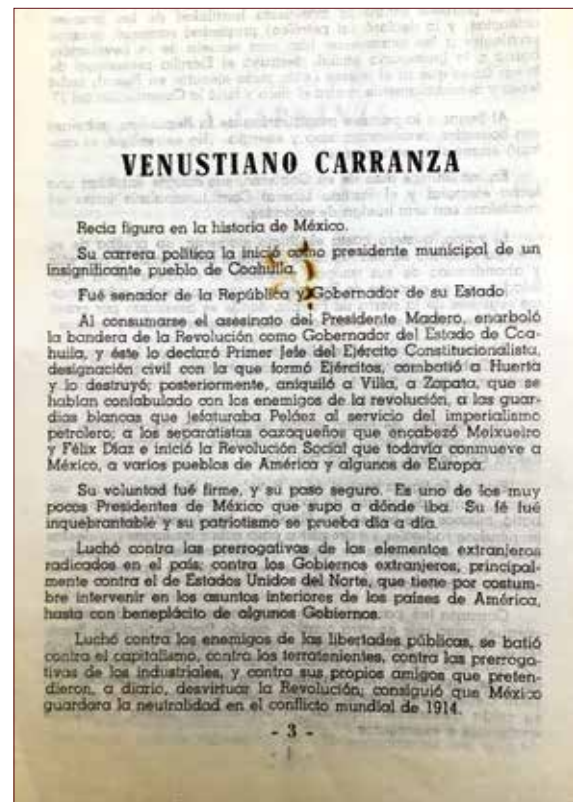 VENUSTIANO CARRANZA
Recia figura en la historia de México.
Su carrera política la inició como presidente municipal de un
insignificante pueblo de Coahuila.
Fué senador de la República y Gobernador de su Estado
Al consumarse el asesinato del Presidente Madero, enarboló
la bandera de la Revolución como Gobernador del Estado de Coa-
huila, y éste lo declaró Primer Jefe del Ejército Constitucionalista,
designación civil con la que formó Ejércitos, combatió a Huerta
y lo destruyó; posteriormente, aniquiló a Villa, a Zapata, que se
habían confabulado con los enemigos de la revolución, a las guar-
dias blancas que jefaturaba Peláez al servicio del imperialismo
petrolero; a los separatistas oaxaqueños que encabezó Meixueiro
y Félix Díaz e inició la Revolución Social que todavía conmueve a
México, a varios pueblos de América y algunos de Europa.
Su voluntad fué firme, y su paso seguro. Es uno de los muy
pocos Presidentes de México que supo a dónde iba. Su fé fué
inquebrantable y su patriotismo se prueba día a día.
Luchó contra las prerrogativas de los elementos extranjeros
radicados en el país; contra los Gobiernos extranjeros, principal-
mente contra el de Estados Unidos del Norte, que tiene por costum-
bre intervenir en los asuntos interiores de los países de América,
hasta con beneplácito de algunos Gobiernos.
Luchó contra los enemigos de las libertades públicas, se batió
contra el capitalismo, contra los terratenientes, contra las prerroga-
tivas de los industriales, y contra sus propios amigos que preten-
dieron, a diario, desvirtuar la Revolución; consiguió que México
guardara la neutralidad en el conflicto mundial de 1914.
- 3 -